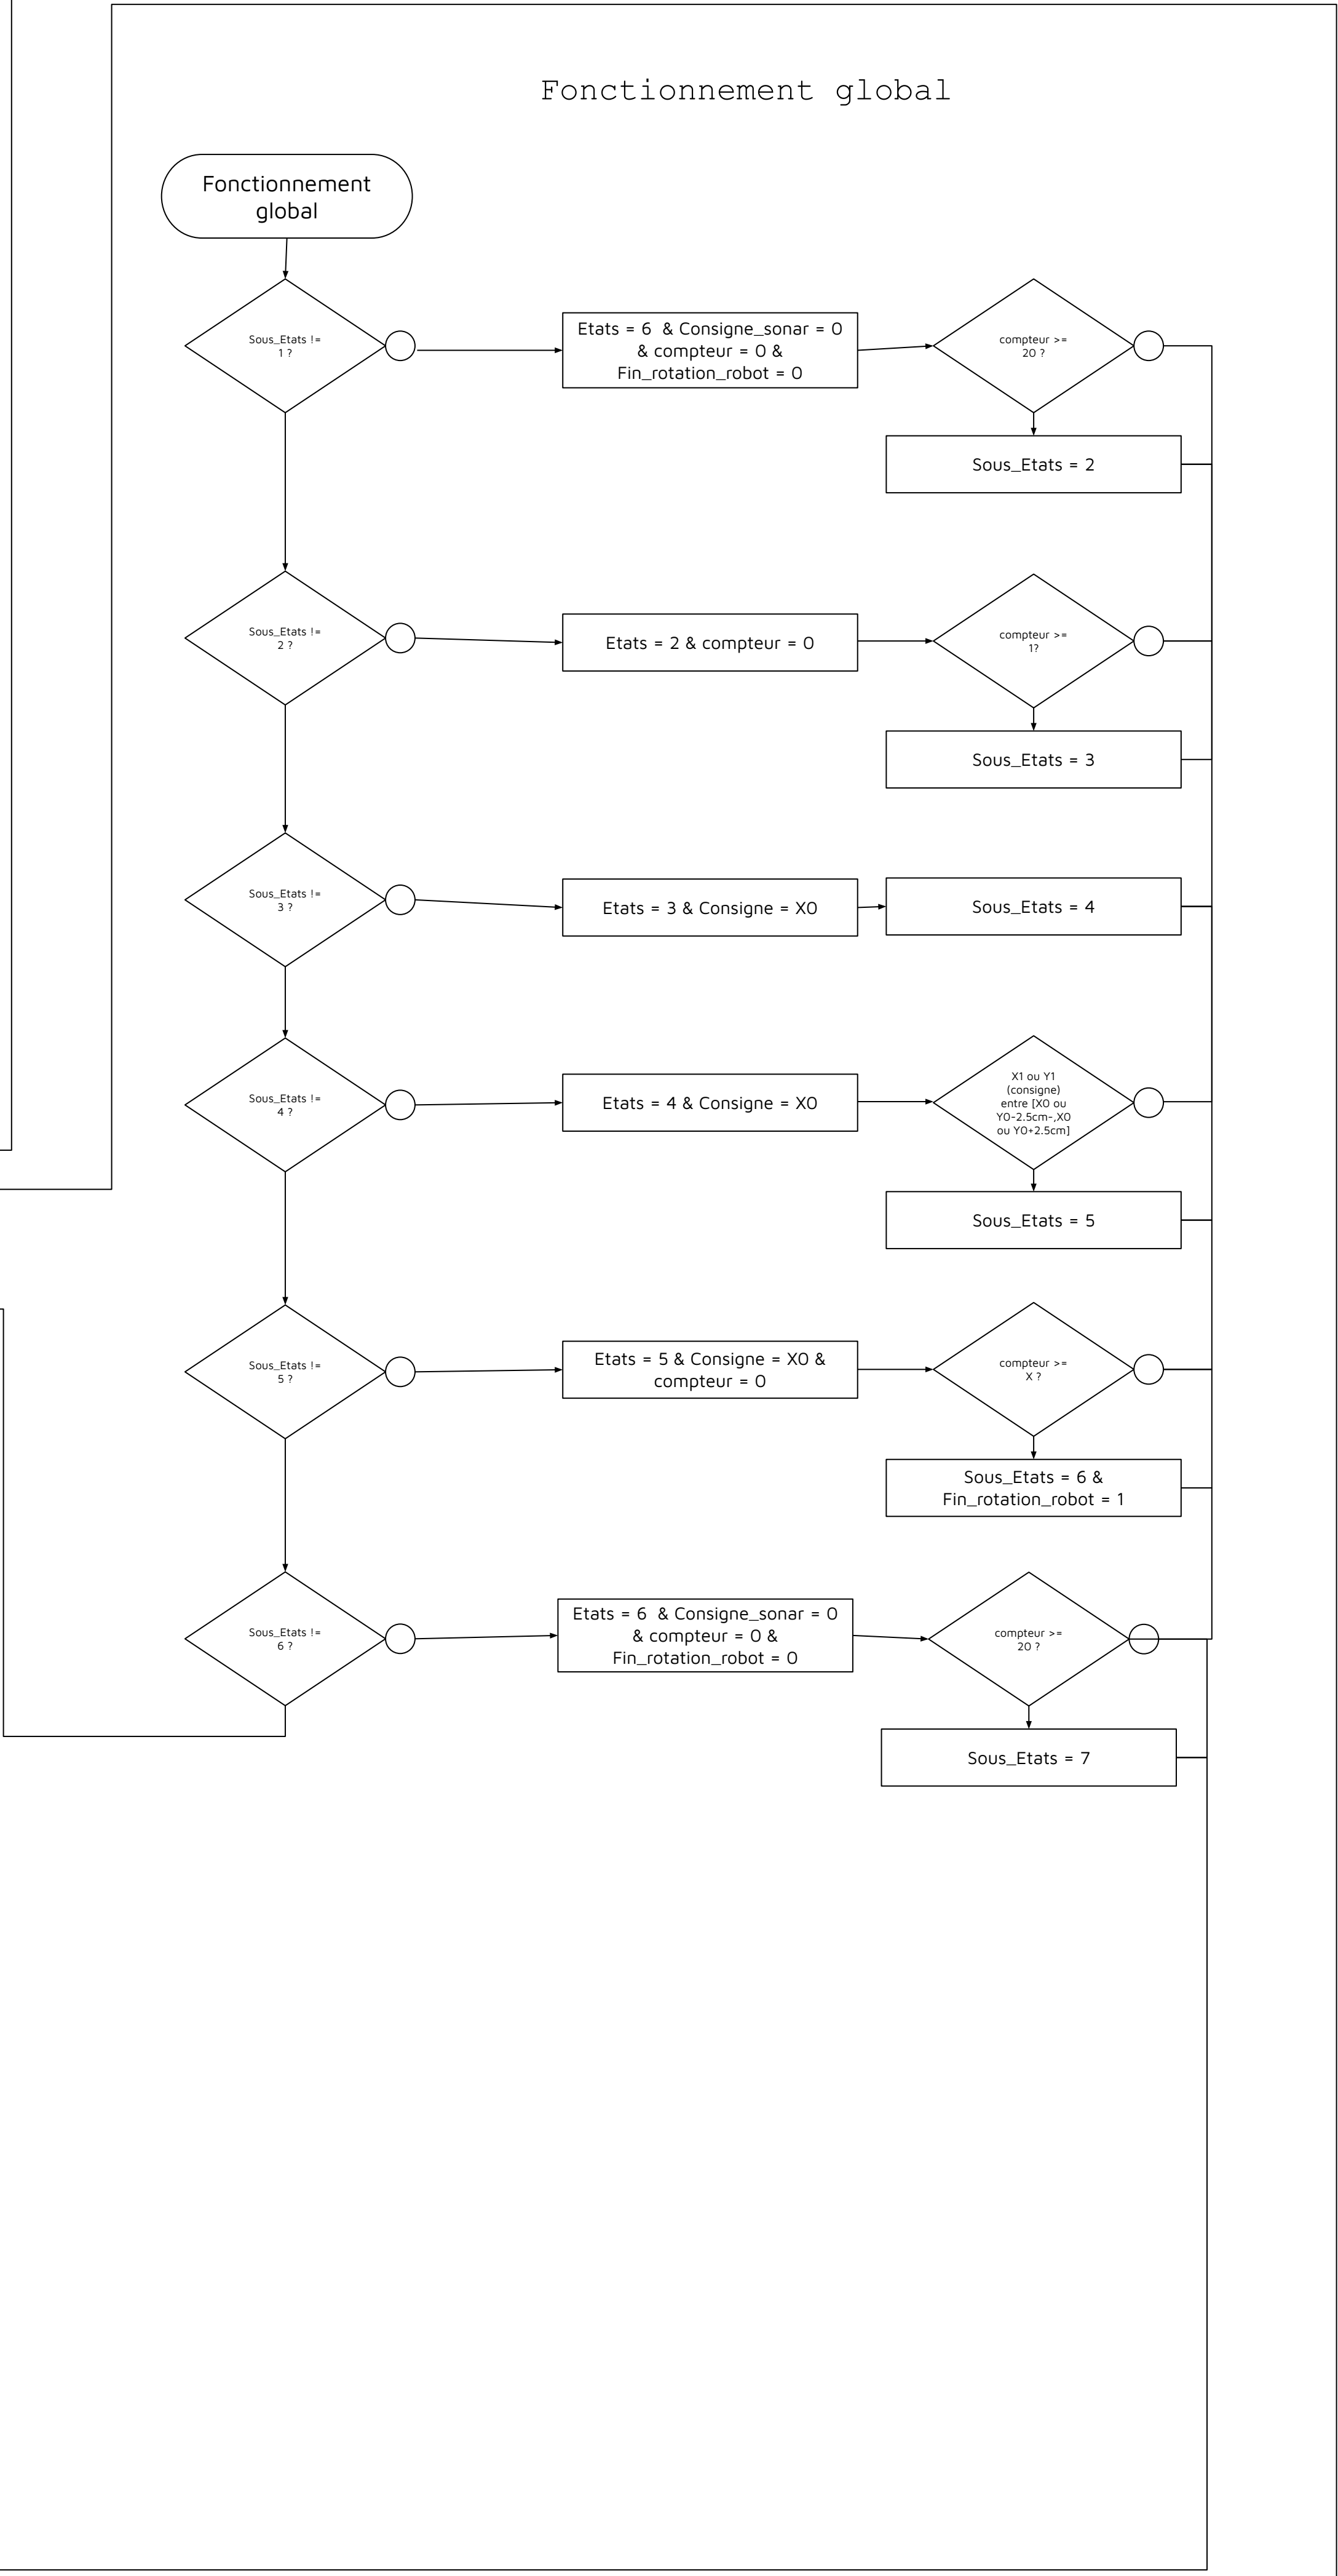 Fonctionnement global
Fonctionnement
global
Sous_Etats !=
1 ?
Etats = 6  & Consigne_sonar = 0
& compteur = 0 &
Fin_rotation_robot = 0
compteur >=
20 ?
Sous_Etats = 2
Sous_Etats !=
2 ?
Etats = 2 & compteur = 0
compteur >=
1?
Sous_Etats = 3
Sous_Etats !=
3 ?
Etats = 3 & Consigne = X0
Sous_Etats = 4
Sous_Etats !=
4 ?
Etats = 4 & Consigne = X0
X1 ou Y1
(consigne)
entre [X0 ou
Y0-2.5cm-,X0
ou Y0+2.5cm]
Sous_Etats = 5
Sous_Etats !=
5 ?
Etats = 5 & Consigne = X0 &
compteur = 0
compteur >=
X ?
Sous_Etats = 6 &
Fin_rotation_robot = 1
Sous_Etats !=
6 ?
Etats = 6  & Consigne_sonar = 0
& compteur = 0 &
Fin_rotation_robot = 0
compteur >=
20 ?
Sous_Etats = 7